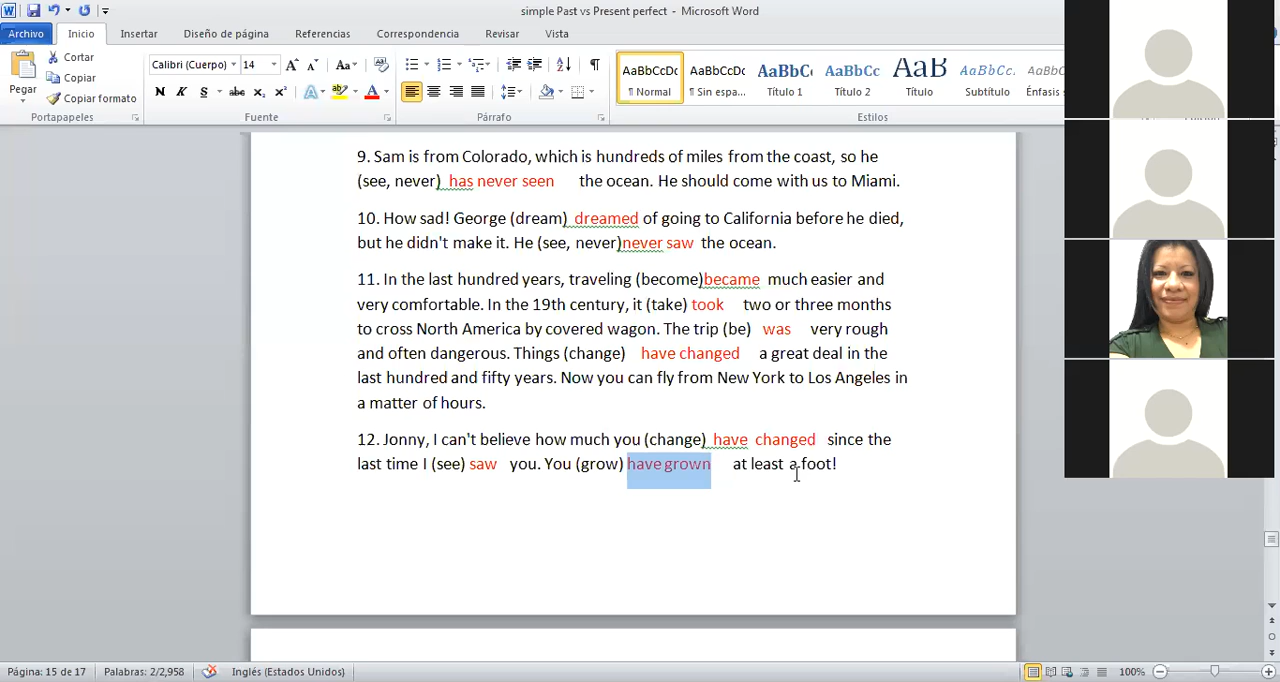 simple Past vs Present perfect - Microsoft Word
Archivo Inicio Insertar Diseño de página Referencias Correspondencia Revisar Vista
Pegar Cortar Calibri (Cuerpo) 14
Copiar
Copiar formato
AaBbCcDc AaBbCcDc AaBbC AaBbCc AaB AaBbCc
¶ Normal ¶ Sin espa... Título 1 Título 2 Título Subtítulo Énfasis
Portapapeles Fuente Párrafo Estilos
9. Sam is from Colorado, which is hundreds of miles from the coast, so he
(see, never) has never seen the ocean. He should come with us to Miami.
10. How sad! George (dream) dreamed of going to California before he died,
but he didn't make it. He (see, never)never saw the ocean.
11. In the last hundred years, traveling (become)became much easier and
very comfortable. In the 19th century, it (take) took two or three months
to cross North America by covered wagon. The trip (be) was very rough
and often dangerous. Things (change) have changed a great deal in the
last hundred and fifty years. Now you can fly from New York to Los Angeles in
a matter of hours.
12. Jonny, I can't believe how much you (change) have changed since the
last time I (see) saw you. You (grow) have grown at least a foot!
Página: 15 de 17 Palabras: 2/2,958 Inglés (Estados Unidos) 100%